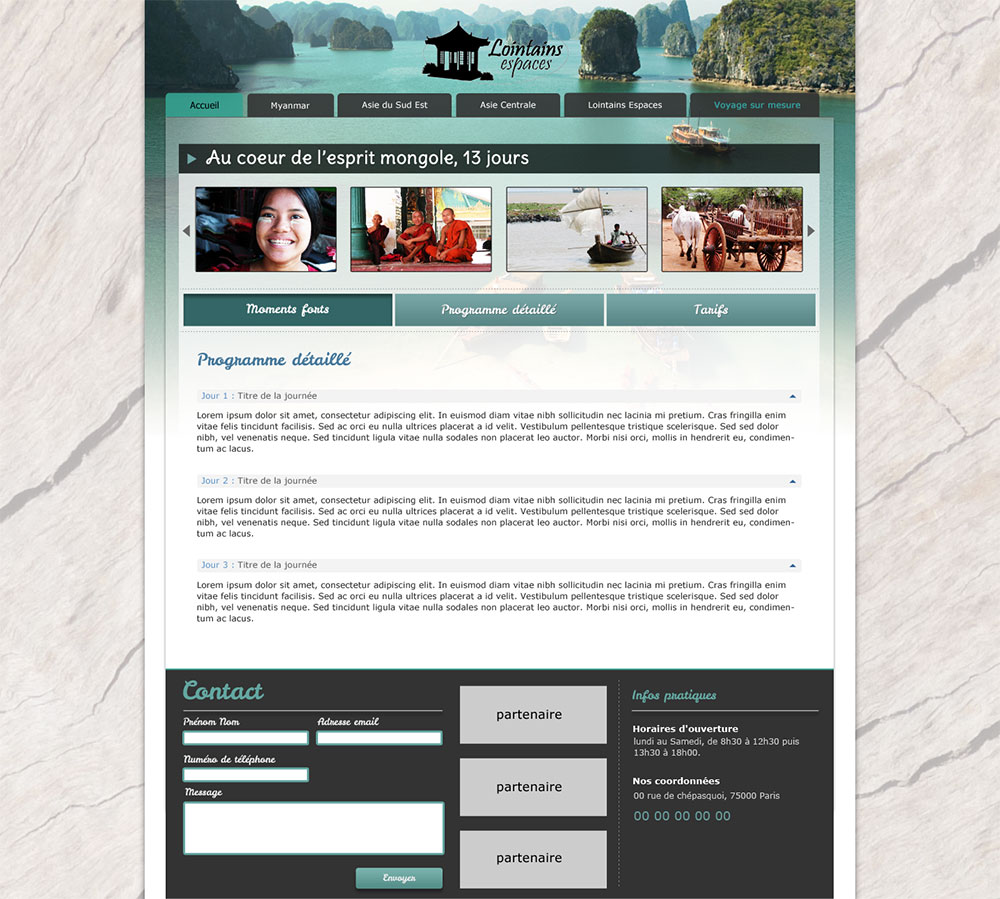 Lointains
espaces
Accueil
Myanmar
Asie du Sud Est
Asie Centrale
Lointains Espaces
Voyage sur mesure
Au coeur de l'esprit mongole, 13 jours
Moments forts
Programme détaillé
Tarifs
Programme détaillé
Jour 1 : Titre de la journée
Lorem ipsum dolor sit amet, consectetur adipiscing elit. In euismod diam vitae nibh sollicitudin nec lacinia mi pretium. Cras fringilla enim
vitae felis tincidunt facilisis. Sed ac orci eu nulla ultrices placerat a id velit. Vestibulum pellentesque tristique scelerisque. Sed sed dolor
nibh, vel venenatis neque. Sed tincidunt ligula vitae nulla sodales non placerat leo auctor. Morbi nisi orci, mollis in hendrerit eu, condimen-
tum ac lacus.
Jour 2 : Titre de la journée
Lorem ipsum dolor sit amet, consectetur adipiscing elit. In euismod diam vitae nibh sollicitudin nec lacinia mi pretium. Cras fringilla enim
vitae felis tincidunt facilisis. Sed ac orci eu nulla ultrices placerat a id velit. Vestibulum pellentesque tristique scelerisque. Sed sed dolor
nibh, vel venenatis neque. Sed tincidunt ligula vitae nulla sodales non placerat leo auctor. Morbi nisi orci, mollis in hendrerit eu, condimen-
tum ac lacus.
Jour 3 : Titre de la journée
Lorem ipsum dolor sit amet, consectetur adipiscing elit. In euismod diam vitae nibh sollicitudin nec lacinia mi pretium. Cras fringilla enim
vitae felis tincidunt facilisis. Sed ac orci eu nulla ultrices placerat a id velit. Vestibulum pellentesque tristique scelerisque. Sed sed dolor
nibh, vel venenatis neque. Sed tincidunt ligula vitae nulla sodales non placerat leo auctor. Morbi nisi orci, mollis in hendrerit eu, condimen-
tum ac lacus.
Contact
Prénom Nom
Adresse email
Numéro de téléphone
Message
Envoyer
partenaire
partenaire
partenaire
Infos pratiques
Horaires d'ouverture
lundi au Samedi, de 8h30 à 12h30 puis
13h30 à 18h00.
Nos coordonnées
00 rue de chépasquoi, 75000 Paris
00 00 00 00 00